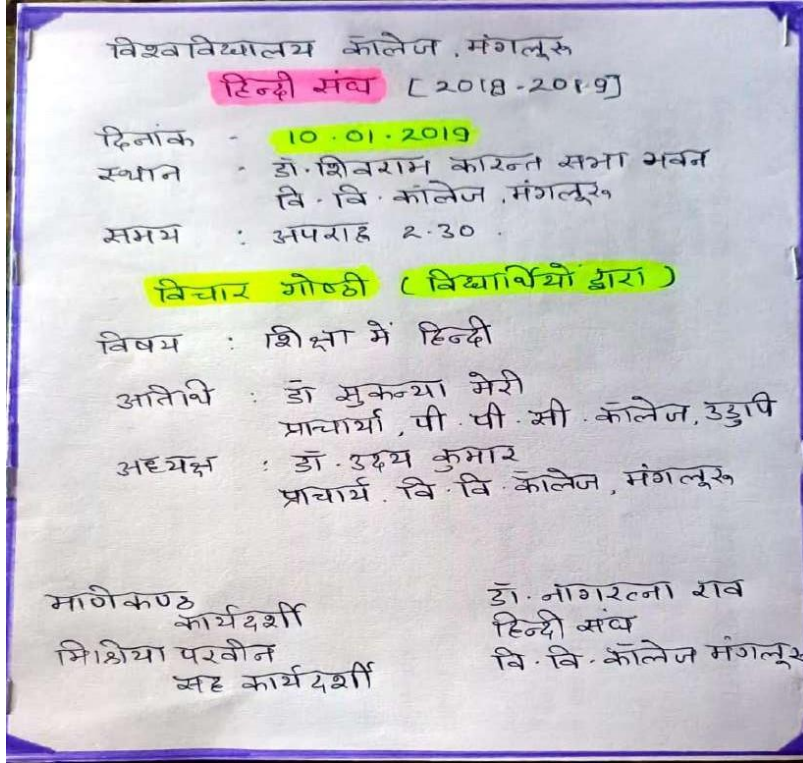 विश्वविद्यालय कॉलेज, मंगलूरु
हिन्दी संघ [2018-2019]
दिनांक - 10.01.2019
स्थान - डॉ. शिवराम कारन्त सभा भवन
वि. वि. कॉलेज, मंगलूरु
समय : अपराह्न 2.30.
विचार गोष्ठी (विद्यार्थियों द्वारा)
विषय : शिक्षा में हिन्दी
अतिथि : डॉ सुकन्या मेरी
प्राचार्या, पी. पी. सी. कॉलेज, उडुपि
अध्यक्ष : डॉ. उदय कुमार
प्राचार्य. वि. वि. कॉलेज, मंगलूरु
मणिकण्ठ
कार्यदर्शी
परवीन
सह कार्यदर्शी
डॉ. नागरत्ना राव
हिन्दी संघ
वि. वि. कॉलेज मंगलूरु